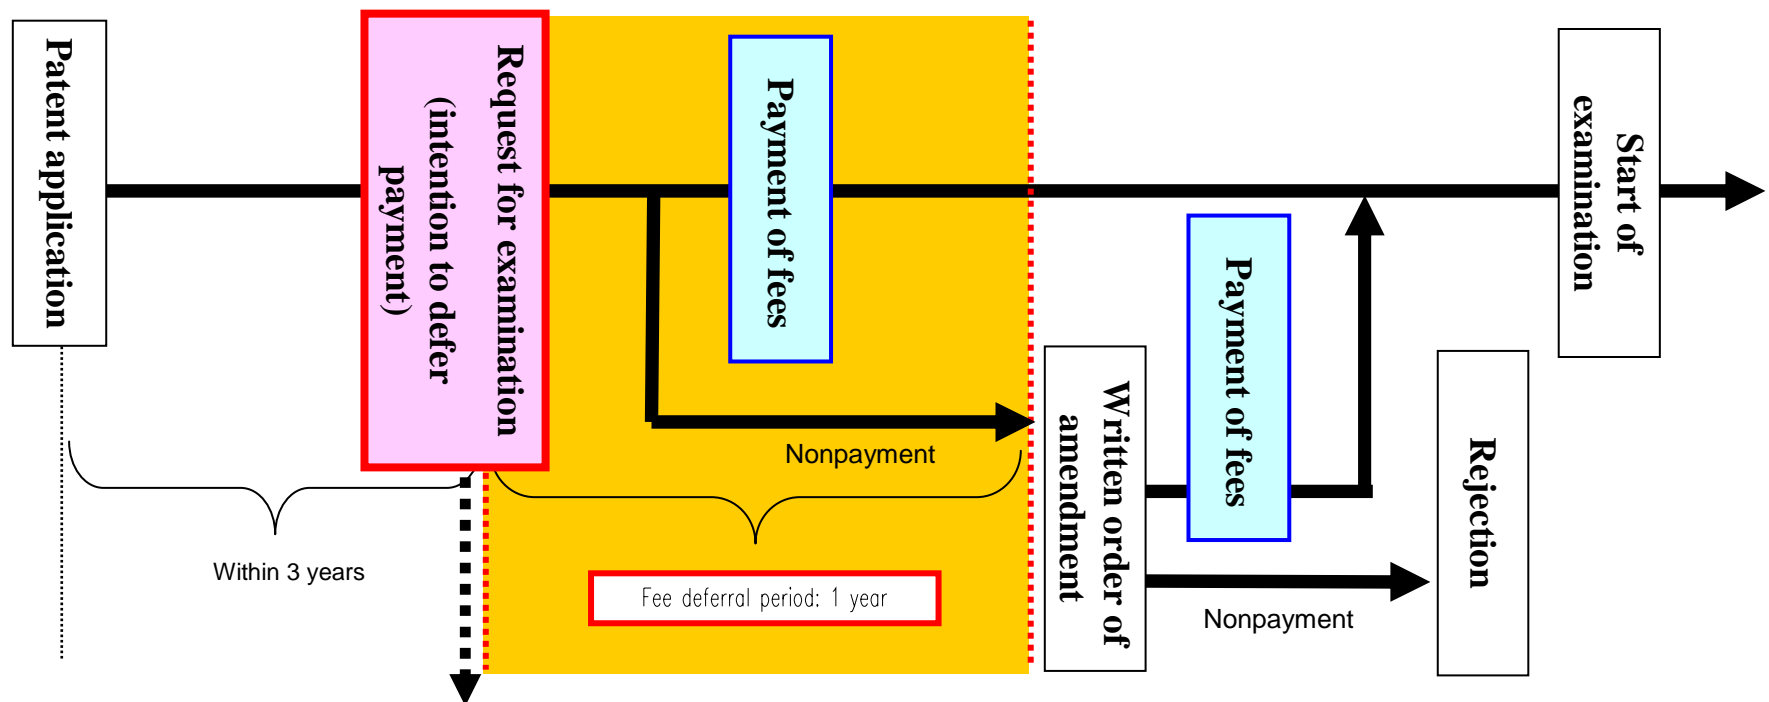 Patent application
Request for examination
(intention to defer
payment)
Payment of fees
Nonpayment
Within 3 years
Fee deferral period: 1 year
Written order of
amendment
Payment of fees
Nonpayment
Rejection
Start of
examination